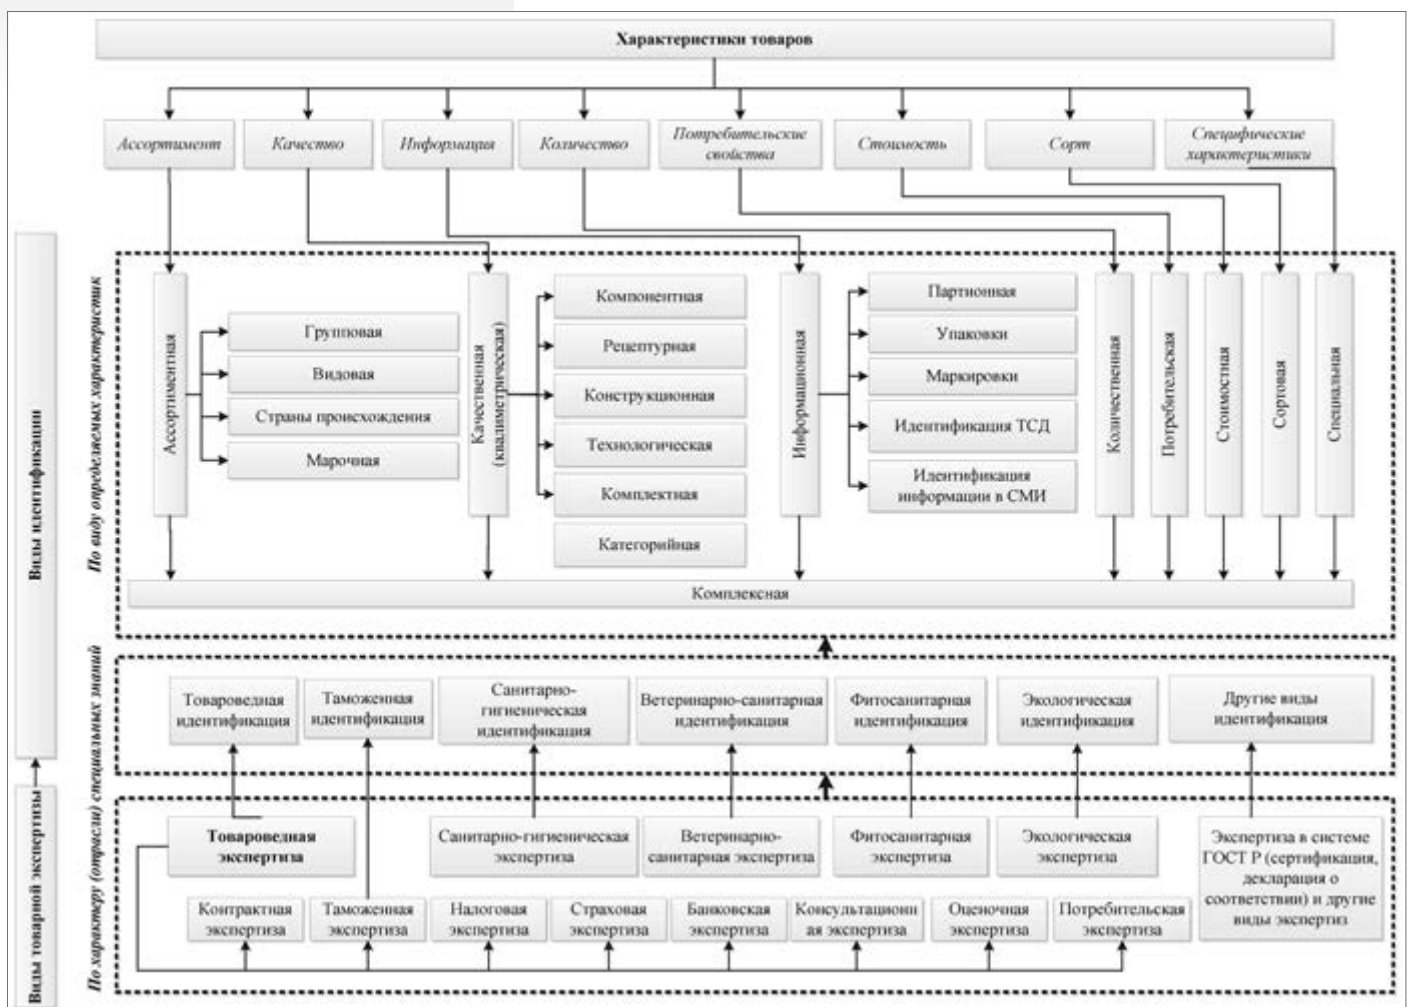 Характеристики товаров
Ассортимент
Качество
Информация
Количество
Потребительские
свойства
Стоимость
Сорт
Специфические
характеристики
Виды идентификации
По виду определяемых характеристик
Ассортиментная
Групповая
Видовая
Страны происхождения
Марочная
Качественная
(квалиметрическая)
Компонентная
Рецептурная
Конструкционная
Технологическая
Комплектная
Категорийная
Информационная
Партионная
Упаковки
Маркировки
Идентификация ТСД
Идентификация
информации в СМИ
Количественная
Потребительская
Стоимостная
Сортовая
Специальная
Комплексная
По характеру (отрасли) специальных знаний
Товароведная
идентификация
Таможенная
идентификация
Санитарно-
гигиеническая
идентификация
Ветеринарно-санитарная
идентификация
Фитосанитарная
идентификация
Экологическая
идентификация
Другие виды
идентификации
Виды товарной экспертизы
Товароведная
экспертиза
Санитарно-гигиеническая
экспертиза
Ветеринарно-
санитарная экспертиза
Фитосанитарная
экспертиза
Экологическая
экспертиза
Экспертиза в системе
ГОСТ Р (сертификация,
декларация о
соответствии) и другие
виды экспертиз
Контрактная
экспертиза
Таможенная
экспертиза
Налоговая
экспертиза
Страховая
экспертиза
Банковская
экспертиза
Консультационн
ая экспертиза
Оценочная
экспертиза
Потребительская
экспертиза